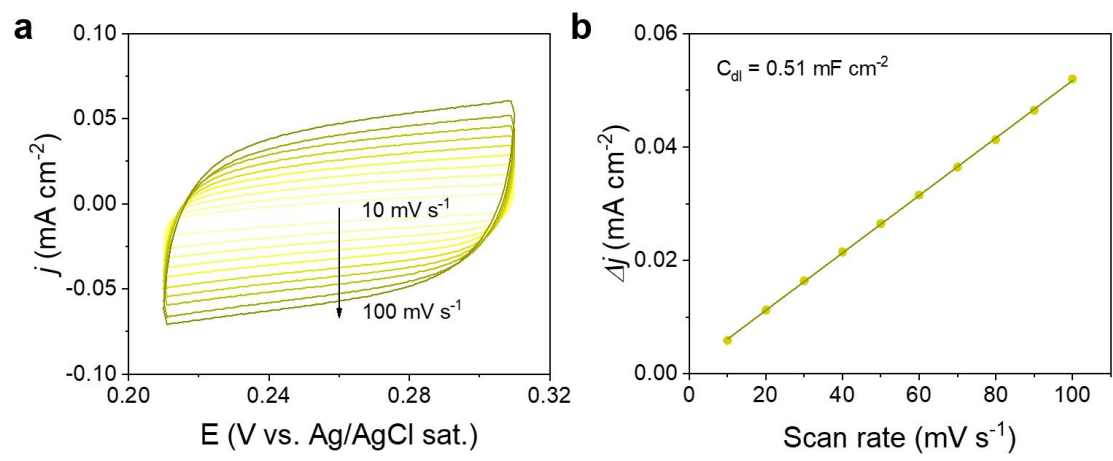 a
0.10
0.05
0.00
-0.05
-0.10
j (mA cm-2)
10 mV s-1
100 mV s-1
0.20
0.24
0.28
0.32
E (V vs. Ag/AgCl sat.)
b
0.06
0.04
0.02
0.00
Δj (mA cm-2)
Cdl = 0.51 mF cm-2
0
20
40
60
80
100
Scan rate (mV s-1)